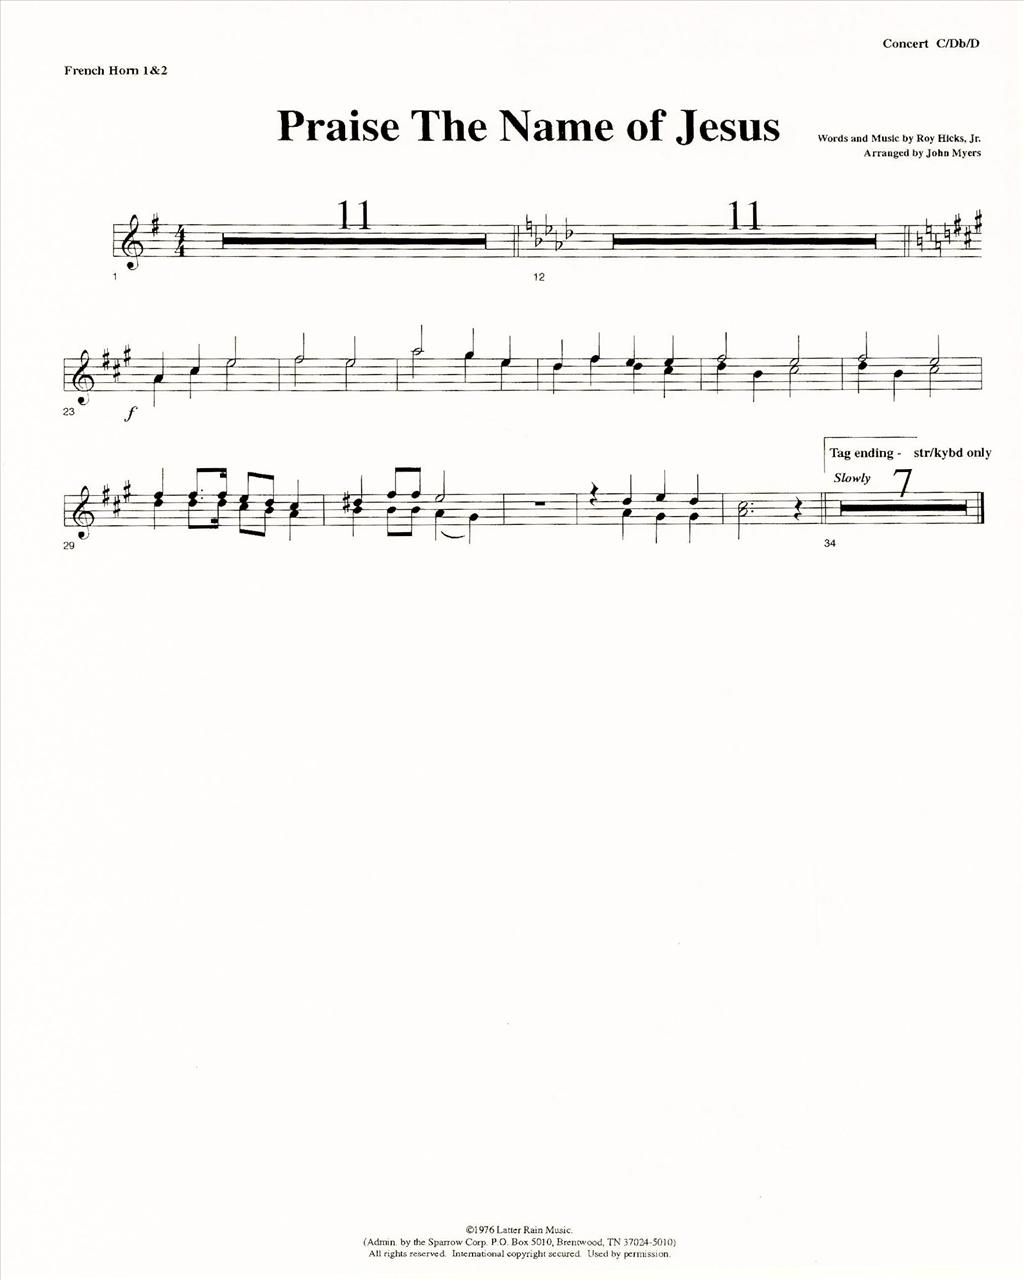 Concert C/Db/D
French Horn 1&2
Praise The Name of Jesus
Words and Music by Roy Hicks, Jr.
Arranged by John Myers
11 11
1 12
23 f
Tag ending - str/kybd only
Slowly 7
29 34
©1976 Latter Rain Music.
(Admin. by the Sparrow Corp. P.O. Box 5010, Brentwood, TN 37024-5010)
All rights reserved. International copyright secured. Used by permission.